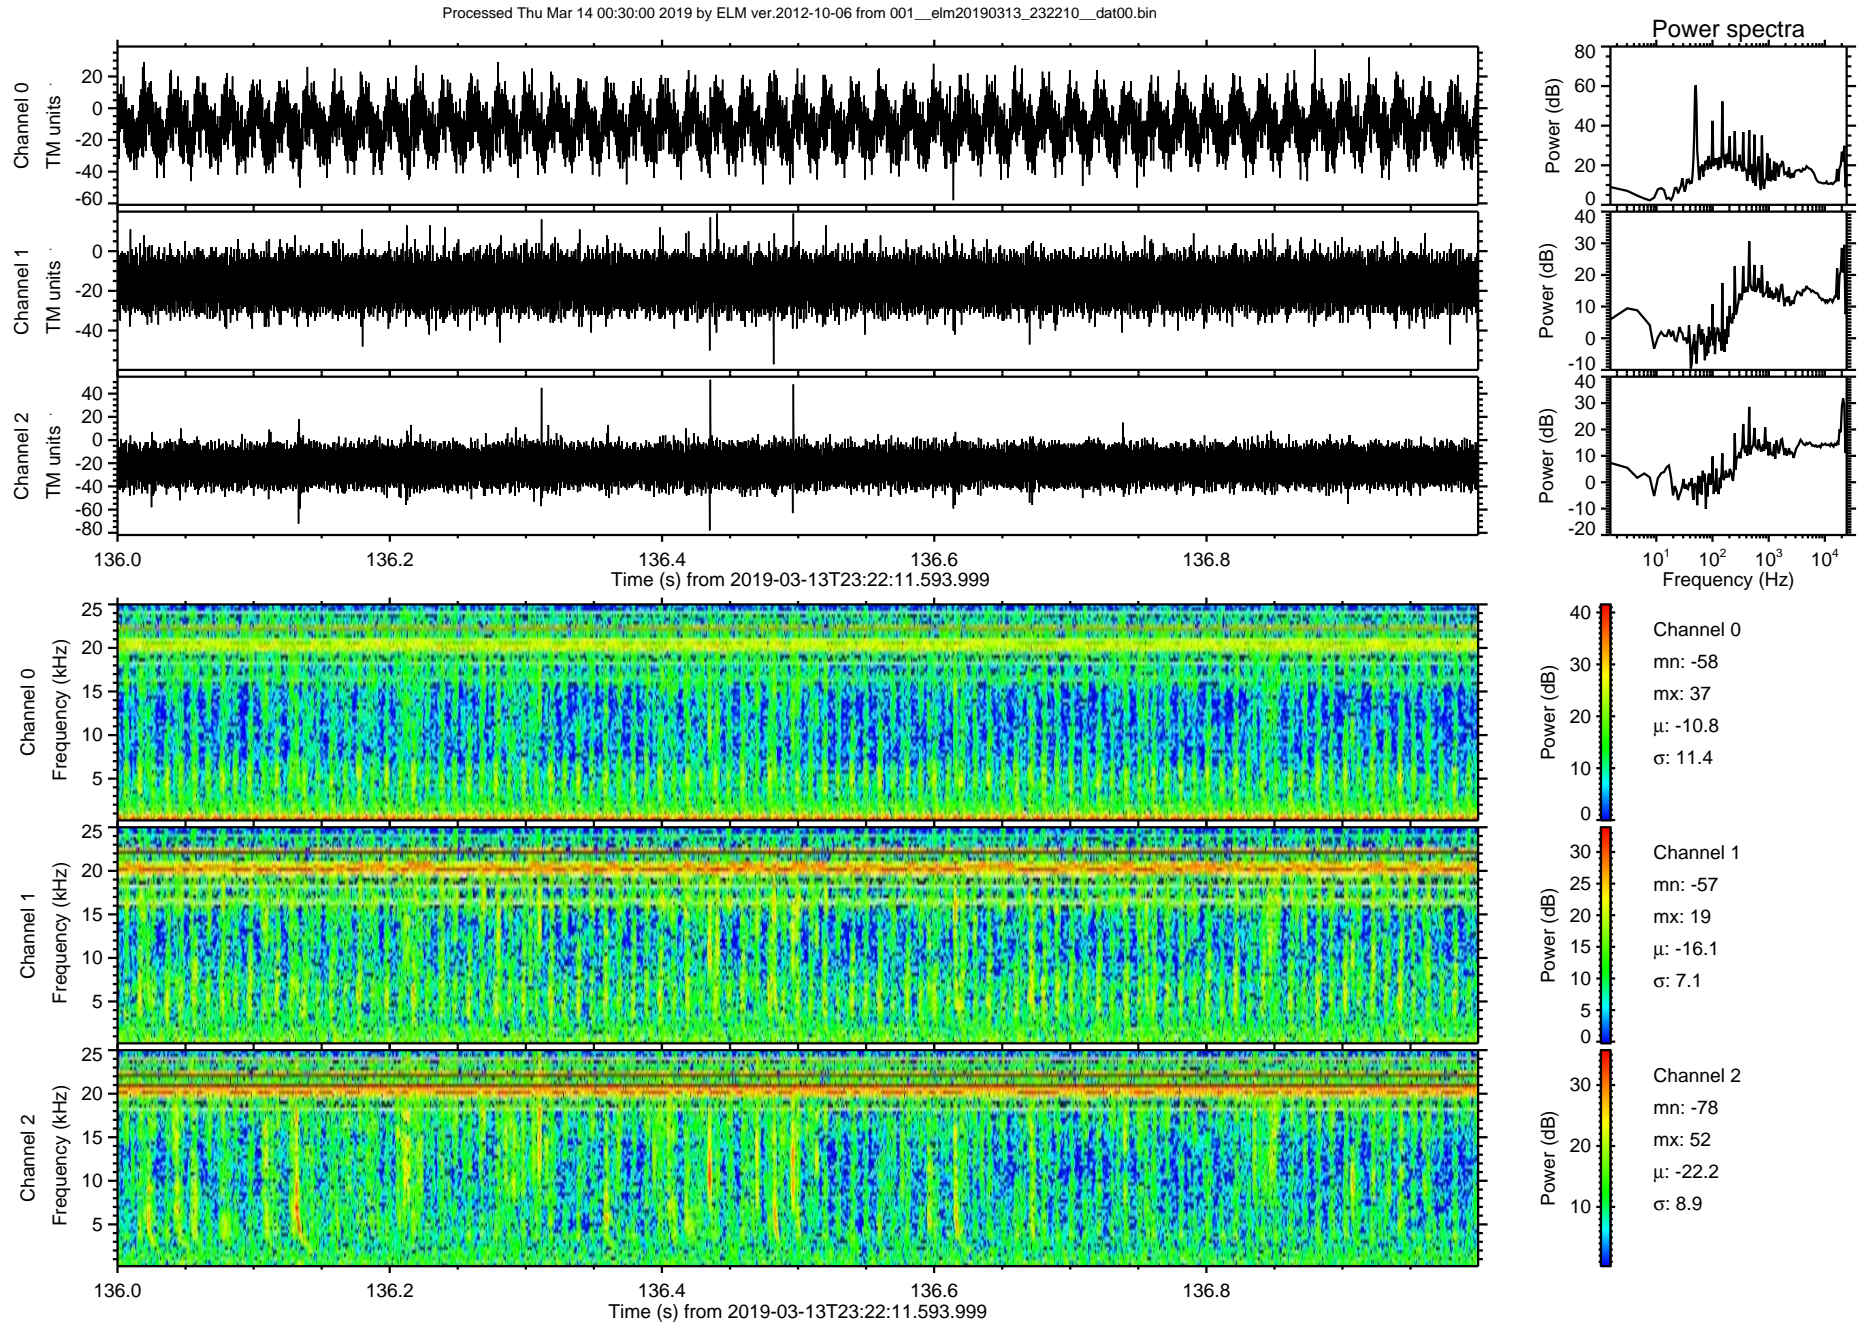 Processed Thu Mar 14 00:30:00 2019 by ELM ver.2012-10-06 from 001__elm20190313_232210__dat00.bin
Power spectra
Channel 0
TM units
20
0
-20
-40
-60
Power (dB)
80
60
40
20
0
Channel 1
TM units
0
-20
-40
Power (dB)
40
30
20
10
0
-10
Channel 2
TM units
40
20
0
-20
-40
-60
-80
Power (dB)
40
30
20
10
0
-10
-20
136.0 136.2 136.4 136.6 136.8
Time (s) from 2019-03-13T23:22:11.593.999
10^1 10^2 10^3 10^4
Frequency (Hz)
Channel 0
Frequency (kHz)
25
20
15
10
5
Power (dB)
40
30
20
10
0
Channel 0
mn: -58
mx: 37
μ: -10.8
σ: 11.4
Channel 1
Frequency (kHz)
25
20
15
10
5
Power (dB)
30
25
20
15
10
5
0
Channel 1
mn: -57
mx: 19
μ: -16.1
σ: 7.1
Channel 2
Frequency (kHz)
25
20
15
10
5
Power (dB)
30
20
10
Channel 2
mn: -78
mx: 52
μ: -22.2
σ: 8.9
136.0 136.2 136.4 136.6 136.8
Time (s) from 2019-03-13T23:22:11.593.999